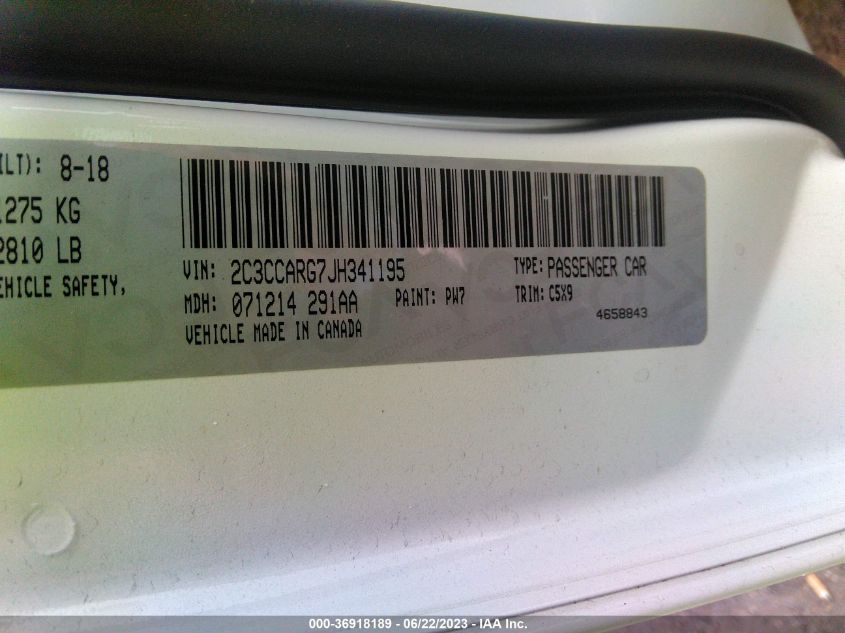 ILT): 8-18
.275 KG
2810 LB
EHICLE SAFETY,
VIN: 2C3CCARG7JH341195
TYPE: PASSENGER CAR
MDH: 071214 291AA
PAINT: PW7
TRIM: C5X9
VEHICLE MADE IN CANADA
4658843
000-36918189 - 06/22/2023 - IAA Inc.